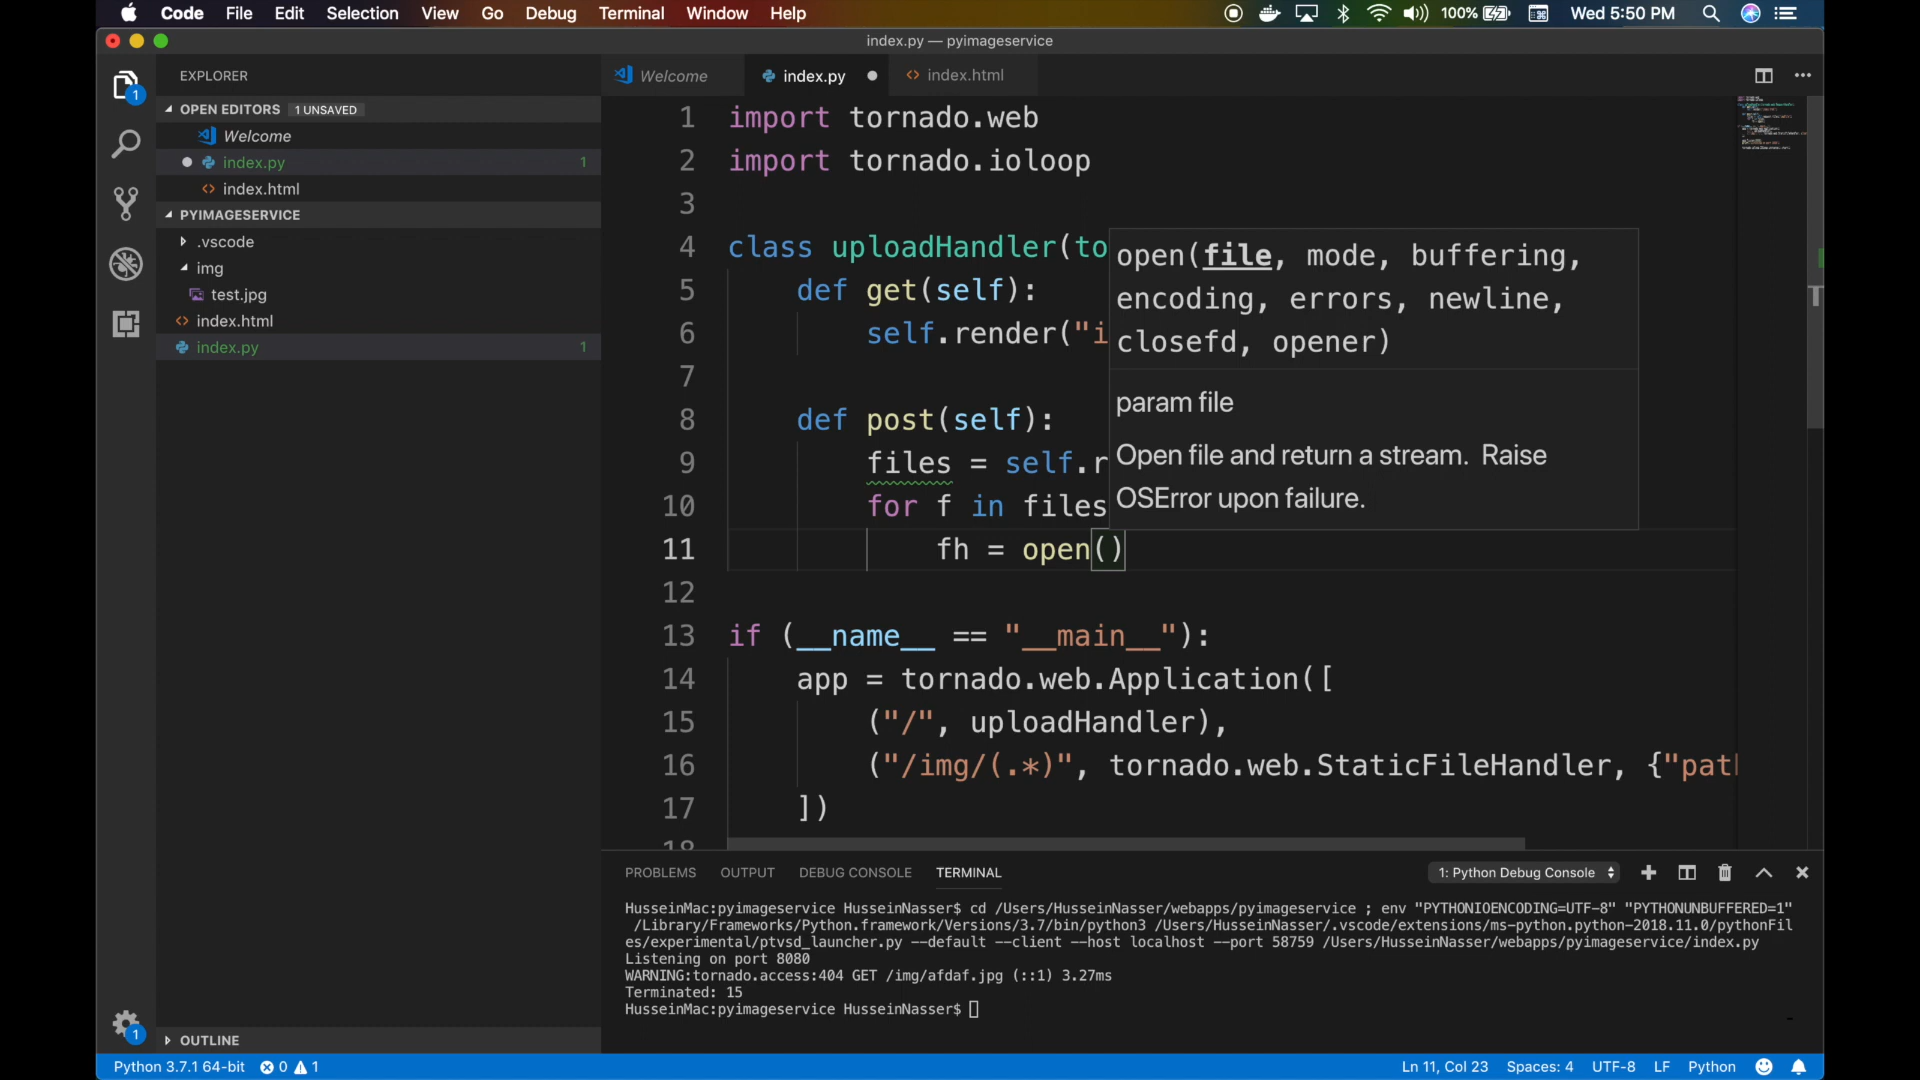 Code File Edit Selection View Go Debug Terminal Window Help 100% Wed 5:50 PM
index.py — pyimageservice
EXPLORER
OPEN EDITORS 1 UNSAVED
Welcome
index.py 1
index.html
PYIMAGESERVICE
.vscode
img
test.jpg
index.html
index.py 1
OUTLINE
1
1
Welcome index.py index.html
1 import tornado.web
2 import tornado.ioloop
3
4 class uploadHandler(to
5 def get(self):
6 self.render("i
7
8 def post(self):
9 files = self.r
10 for f in files
11 fh = open()
12
13 if (__name__ == "__main__"):
14 app = tornado.web.Application([
15 ("/", uploadHandler),
16 ("/img/(.*)", tornado.web.StaticFileHandler, {"pat
17 ])
18
open(file, mode, buffering,
encoding, errors, newline,
closefd, opener)
param file
Open file and return a stream. Raise
OSError upon failure.
PROBLEMS OUTPUT DEBUG CONSOLE TERMINAL 1: Python Debug Console
HusseinMac:pyimageservice HusseinNasser$ cd /Users/HusseinNasser/webapps/pyimageservice ; env "PYTHONIOENCODING=UTF-8" "PYTHONUNBUFFERED=1"
/Library/Frameworks/Python.framework/Versions/3.7/bin/python3 /Users/HusseinNasser/.vscode/extensions/ms-python.python-2018.11.0/pythonFil
es/experimental/ptvsd_launcher.py --default --client --host localhost --port 58759 /Users/HusseinNasser/webapps/pyimageservice/index.py
Listening on port 8080
WARNING:tornado.access:404 GET /img/afdaf.jpg (::1) 3.27ms
Terminated: 15
HusseinMac:pyimageservice HusseinNasser$
Python 3.7.1 64-bit 0 1 Ln 11, Col 23 Spaces: 4 UTF-8 LF Python